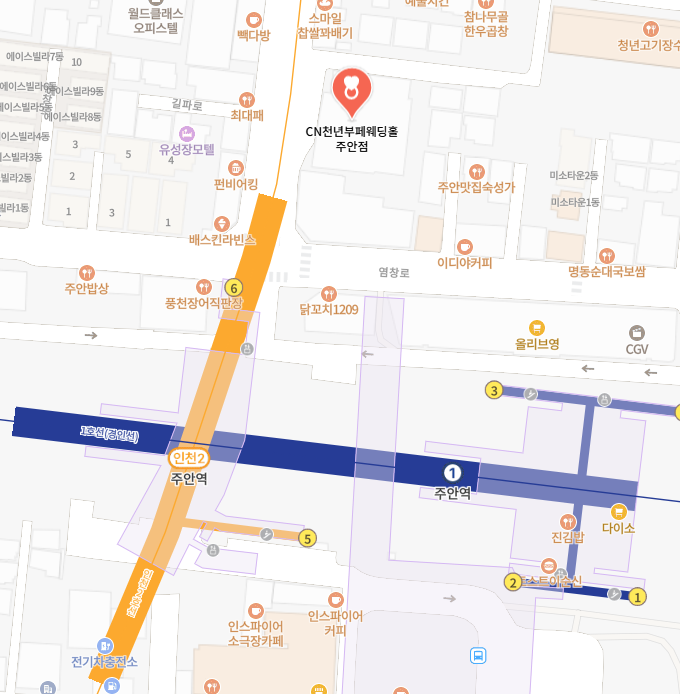 월드클래스
오피스텔
빽다방
스마일
찹쌀꽈배기
예술치킨
참나무골
한우곱창
청년고기장수
에이스빌라7동
10
에이스빌라9동
에이스빌라8동
길파로
최대패
CN천년부페웨딩홀
주안점
3
5
4
유성장모텔
2
펀비어킹
주안맛집숙성가
미소타운2동
미소타운1동
1
3
1
배스킨라빈스
이디야커피
명동순대국보쌈
염창로
주안밥상
풍천장어직판장
6
닭꼬치1209
올리브영
CGV
3
1호선(경인선)
인천2
주안역
1
주안역
다이소
진김밥
5
2
1
인스파이어
소극장카페
인스파이어
커피
전기차충전소